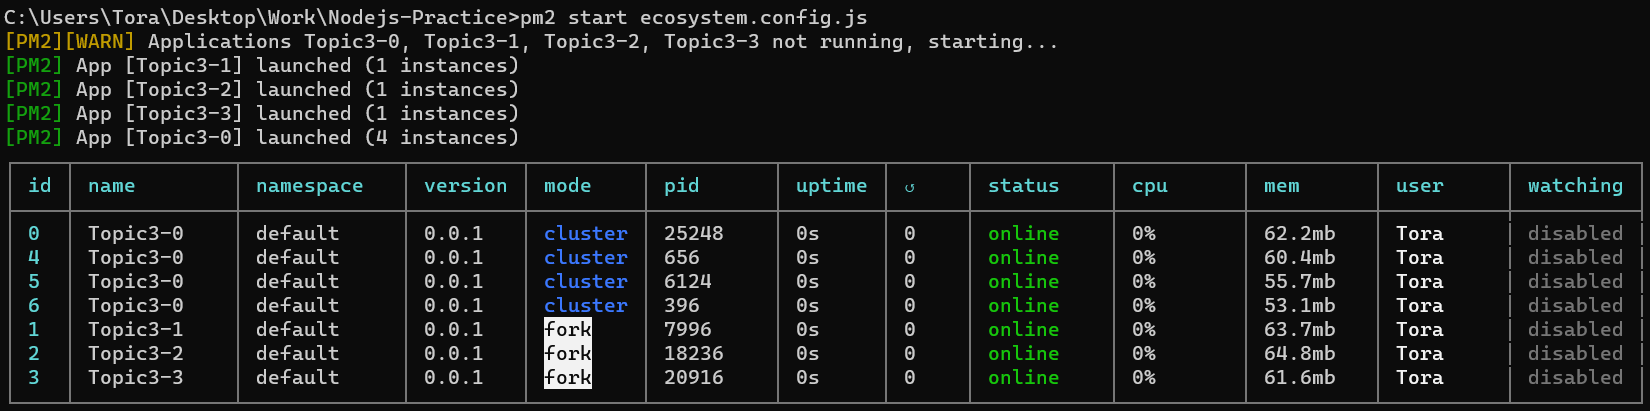 C:\Users\Tora\Desktop\Work\Nodejs-Practice>pm2 start ecosystem.config.js
[PM2][WARN] Applications Topic3-0, Topic3-1, Topic3-2, Topic3-3 not running, starting...
[PM2] App [Topic3-1] launched (1 instances)
[PM2] App [Topic3-2] launched (1 instances)
[PM2] App [Topic3-3] launched (1 instances)
[PM2] App [Topic3-0] launched (4 instances)
id name namespace version mode pid uptime ↺ status cpu mem user watching
0 Topic3-0 default 0.0.1 cluster 25248 0s 0 online 0% 62.2mb Tora disabled
4 Topic3-0 default 0.0.1 cluster 656 0s 0 online 0% 60.4mb Tora disabled
5 Topic3-0 default 0.0.1 cluster 6124 0s 0 online 0% 55.7mb Tora disabled
6 Topic3-0 default 0.0.1 cluster 396 0s 0 online 0% 53.1mb Tora disabled
1 Topic3-1 default 0.0.1 fork 7996 0s 0 online 0% 63.7mb Tora disabled
2 Topic3-2 default 0.0.1 fork 18236 0s 0 online 0% 64.8mb Tora disabled
3 Topic3-3 default 0.0.1 fork 20916 0s 0 online 0% 61.6mb Tora disabled